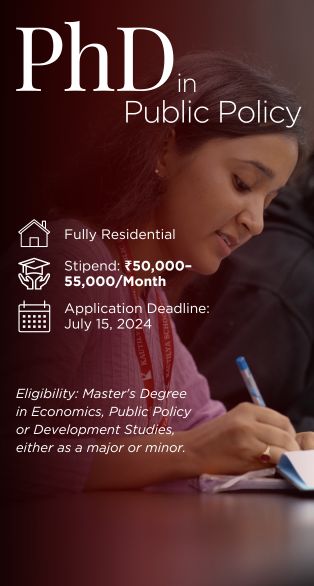 PhD in
Public Policy
Fully Residential
Stipend: ₹50,000–
55,000/Month
Application Deadline:
July 15, 2024
Eligibility: Master's Degree
in Economics, Public Policy
or Development Studies,
either as a major or minor.